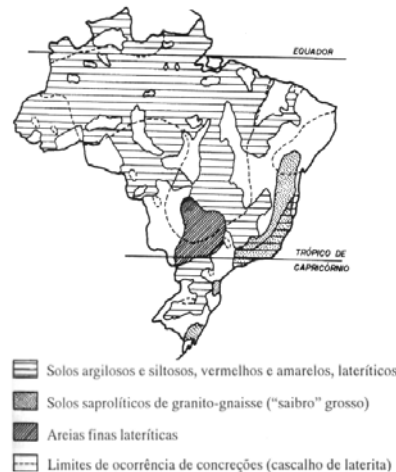 EQUADOR
TRÓPICO DE
CAPRICÓRNIO
Solos argilosos e siltosos, vermelhos e amarelos, lateríticos
Solos saprolíticos de granito-gnaisse ("saibro" grosso)
Areias finas lateríticas
Limites de ocorrência de concreções (cascalho de laterita)